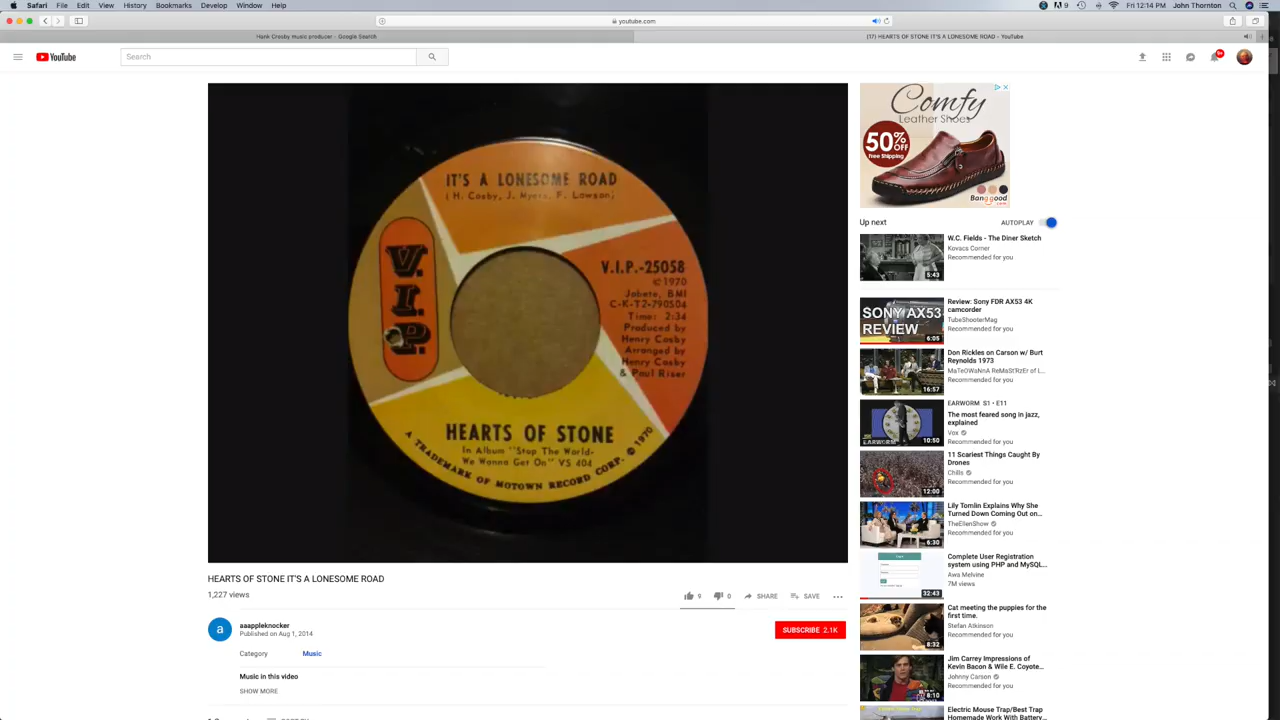 Safari File Edit View History Bookmarks Develop Window Help
9 Fri 12:14 PM John Thornton
youtube.com
Hank Crosby music producer - Google Search
(17) HEARTS OF STONE IT'S A LONESOME ROAD - YouTube
YouTube
Search
9+
IT'S A LONESOME ROAD
(H. Cosby, J. Myers, F. Lawson)
V.I.P.
V.I.P.-25058
©1970
Jobete, BMI
C-K-T2-790S04
Time: 2:34
Produced by
Henry Cosby
Arranged by
Henry Cosby
& Paul Riser
HEARTS OF STONE
In Album "Stop The World-
We Wanna Get On" VS 404
A TRADEMARK OF MOTOWN RECORD CORP. © 1970
HEARTS OF STONE IT'S A LONESOME ROAD
1,227 views
9 0 SHARE SAVE
a
aaappleknocker
Published on Aug 1, 2014
SUBSCRIBE 2.1K
Category Music
Music in this video
SHOW MORE
Comfy
Leather Shoes
50%
OFF
Free Shipping
Banggood
Up next AUTOPLAY
5:43
W.C. Fields - The Diner Sketch
Kovacs Corner
Recommended for you
SONY AX53
REVIEW
6:05
Review: Sony FDR AX53 4K
camcorder
TubeShooterMag
Recommended for you
16:57
Don Rickles on Carson w/ Burt
Reynolds 1973
MaTeOWaNnA ReMaSt'RzEr of L...
Recommended for you
EARWORM
10:50
EARWORM S1 • E11
The most feared song in jazz,
explained
Vox
Recommended for you
12:00
11 Scariest Things Caught By
Drones
Chills
Recommended for you
6:30
Lily Tomlin Explains Why She
Turned Down Coming Out on...
TheEllenShow
Recommended for you
32:43
Complete User Registration
system using PHP and MySQL...
Awa Melvine
7M views
8:32
Cat meeting the puppies for the
first time.
Stefan Atkinson
Recommended for you
8:10
Jim Carrey Impressions of
Kevin Bacon & Wile E. Coyote...
Johnny Carson
Recommended for you
Electric Mouse Trap/Best Trap
Homemade Work With Battery